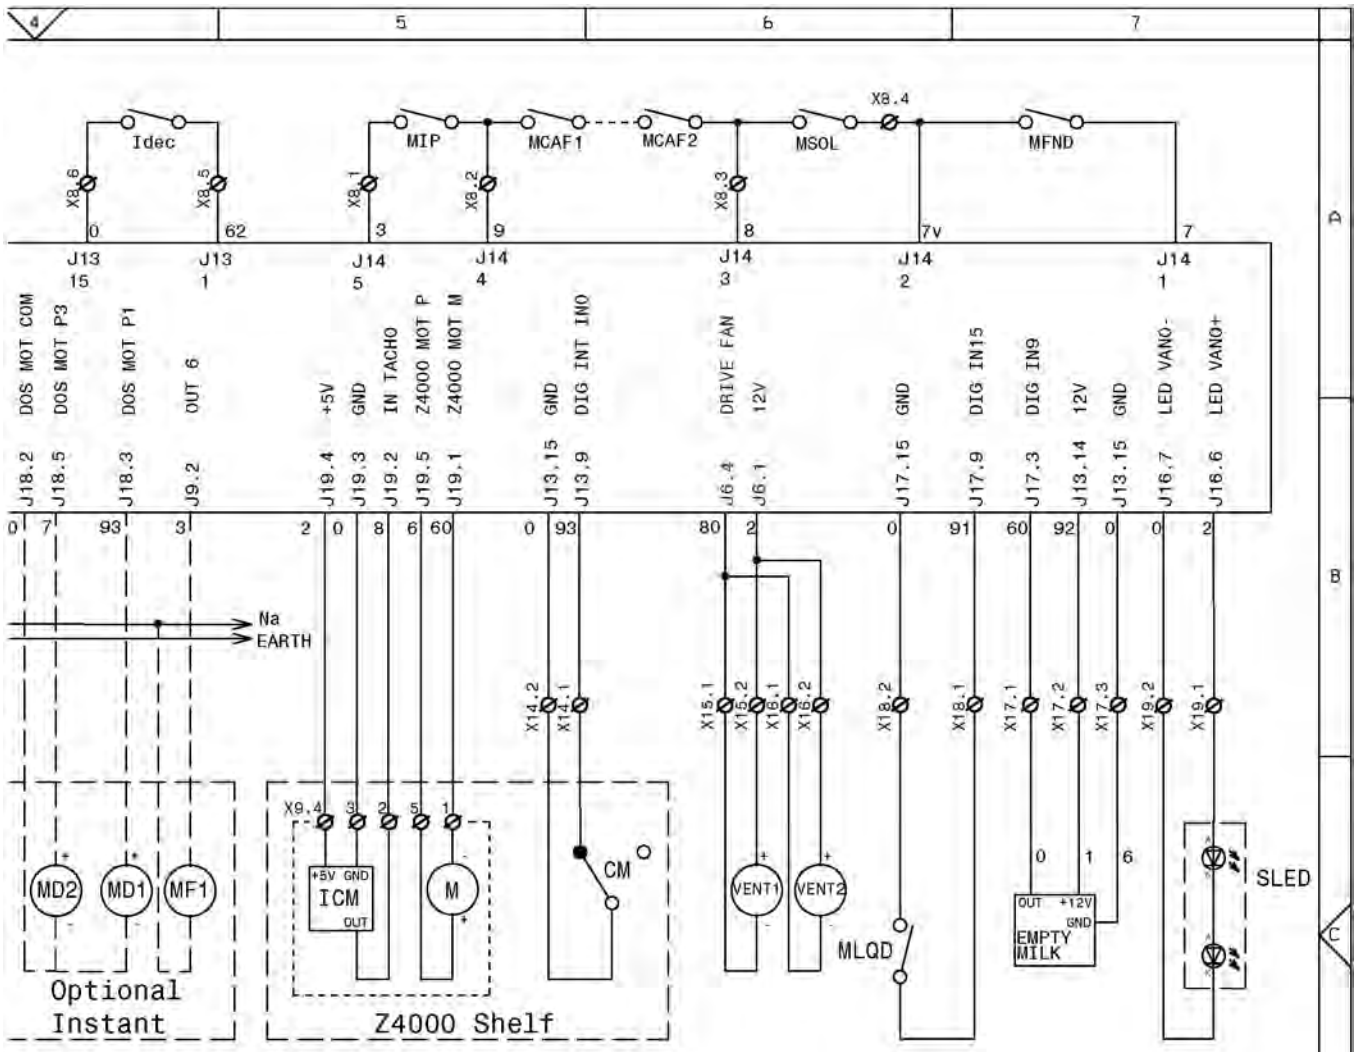 4 5 6 7
X8.4
Idec MIP MCAF1 MCAF2 MSOL MFND
X8.6 X8.5 X8.1 X8.2 X8.3
A
0 62 3 9 8 7V 7
J13 J13 J14 J14 J14 J14 J14
15 1 5 4 3 2 1
J18.2 DOS MOT COM
J18.5 DOS MOT P3
J18.3 DOS MOT P1
J9.2 OUT 6
J19.4 +5V
J19.3 GND
J19.2 IN TACHO
J19.5 Z4000 MOT P
J19.1 Z4000 MOT M
J13.15 GND
J13.9 DIG INT INO
J6.4 DRIVE FAN
J6.1 12V
J17.15 GND
J17.9 DIG IN15
J17.3 DIG IN9
J13.14 12V
J13.15 GND
J16.7 LED VANO-
J16.6 LED VANO+
0 7 93 3 2 0 8 6 60 0 93 80 2 0 91 60 92 0 0 2
B
Na
EARTH
X14.2 X14.1 X15.1 X15.2 X16.1 X16.2 X18.2 X18.1 X17.1 X17.2 X17.3 X19.2 X19.1
X9.4 3 2 5 1
+ + - + +
0 1 6
MD2 MD1 MF1
+5V GND
ICM
OUT
M
+
CM
VENT1 VENT2
- - - -
SLED
OUT +12V
GND
EMPTY
MILK
MLQD
C
Optional
Instant
Z4000 Shelf